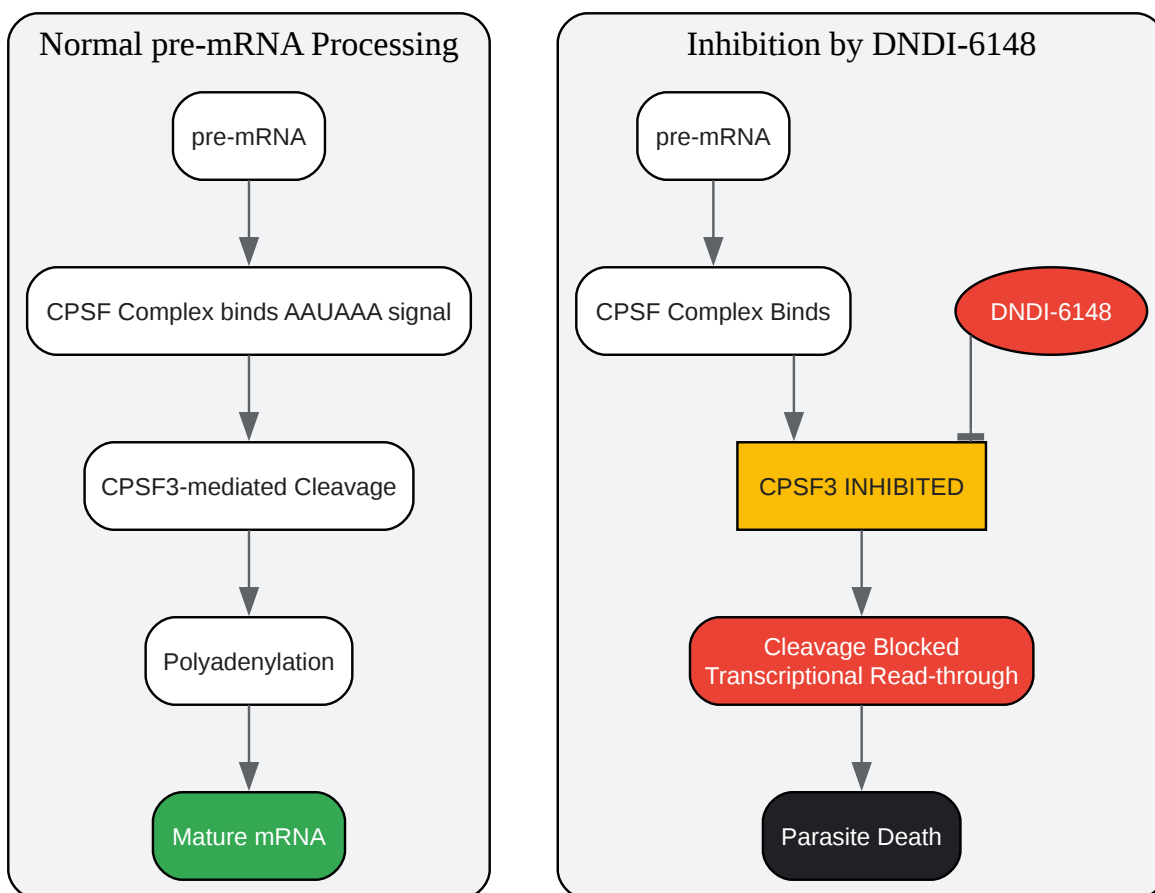 Normal pre-mRNA Processing
pre-mRNA
CPSF Complex binds AAUAAA signal
CPSF3-mediated Cleavage
Polyadenylation
Mature mRNA
Inhibition by DNDI-6148
pre-mRNA
CPSF Complex Binds
DNDI-6148
CPSF3 INHIBITED
Cleavage Blocked
Transcriptional Read-through
Parasite Death